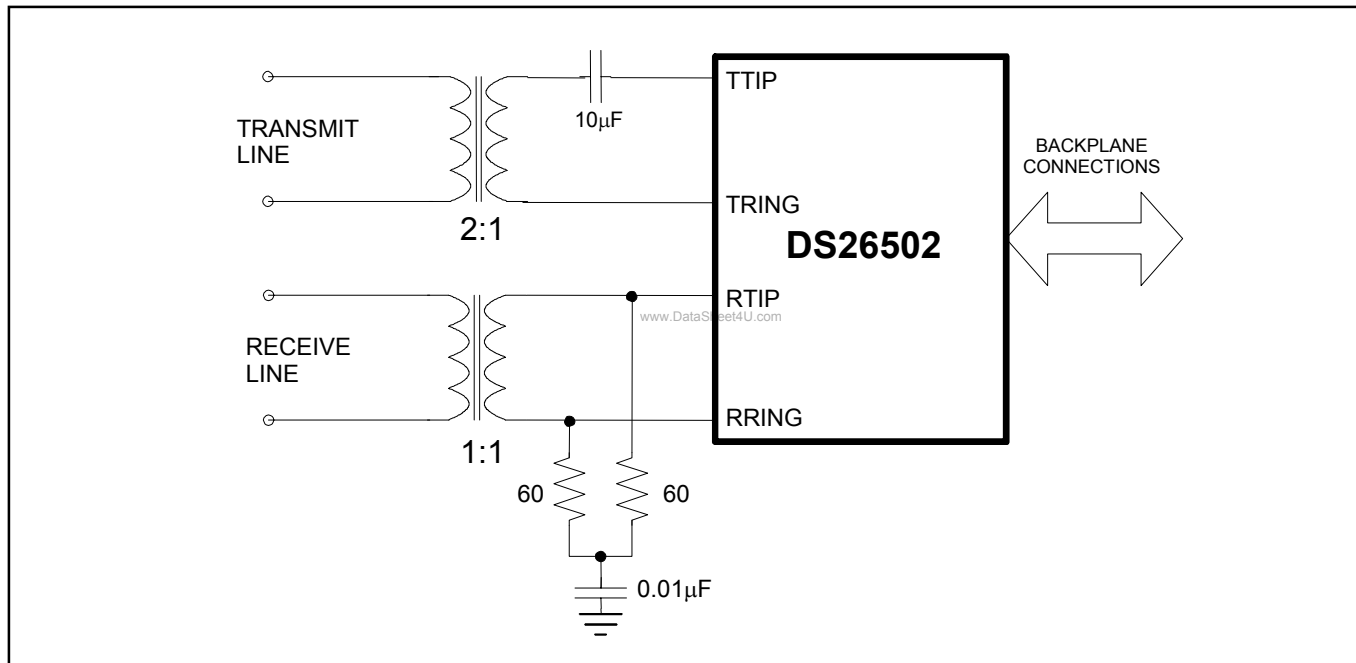 TTIP
10μF
TRANSMIT
LINE
BACKPLANE
CONNECTIONS
TRING
2:1
DS26502
RTIP
www.DataSheet4U.com
RECEIVE
LINE
RRING
1:1
60
60
0.01μF